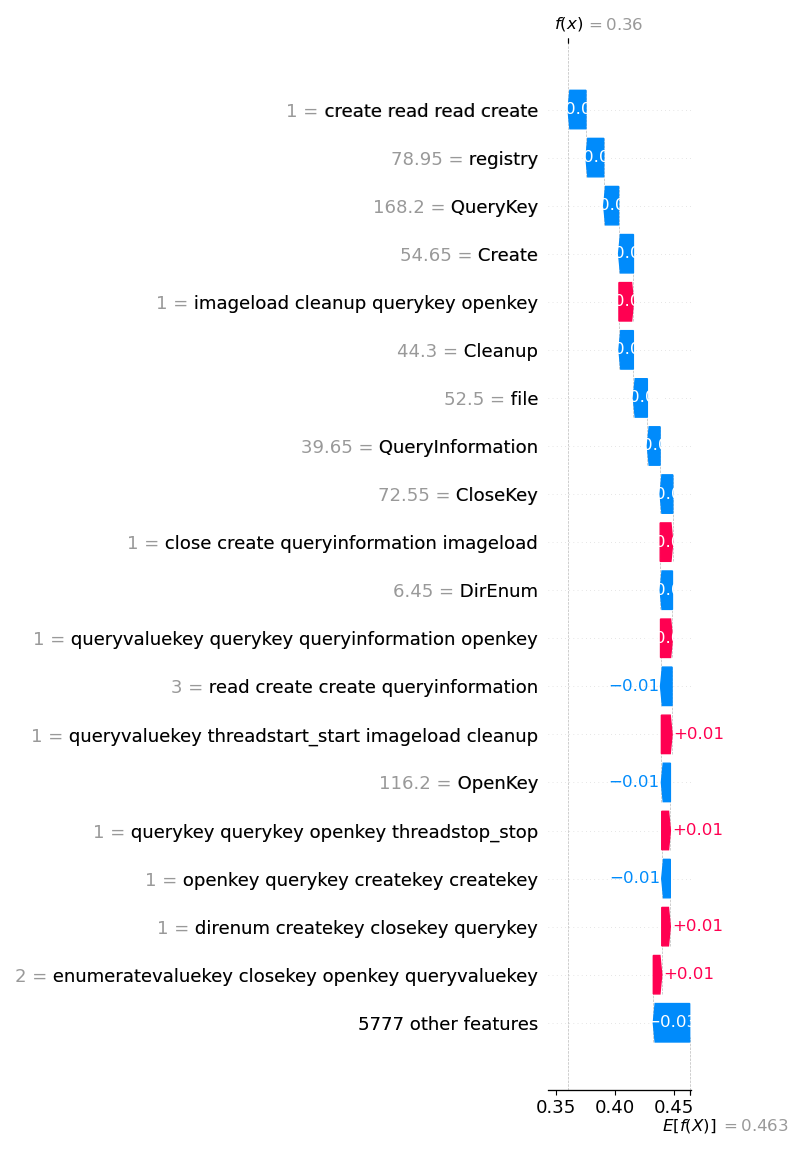 f(x) = 0.36
1 = create read read create
78.95 = registry
168.2 = QueryKey
54.65 = Create
1 = imageload cleanup querykey openkey
44.3 = Cleanup
52.5 = file
39.65 = QueryInformation
72.55 = CloseKey
1 = close create queryinformation imageload
6.45 = DirEnum
1 = queryvaluekey querykey queryinformation openkey
3 = read create create queryinformation −0.01
1 = queryvaluekey threadstart_start imageload cleanup +0.01
116.2 = OpenKey −0.01
1 = querykey querykey openkey threadstop_stop +0.01
1 = openkey querykey createkey createkey −0.01
1 = direnum createkey closekey querykey +0.01
2 = enumeratevaluekey closekey openkey queryvaluekey +0.01
5777 other features −0.03
0.35 0.40 0.45
E[f(X)] = 0.463